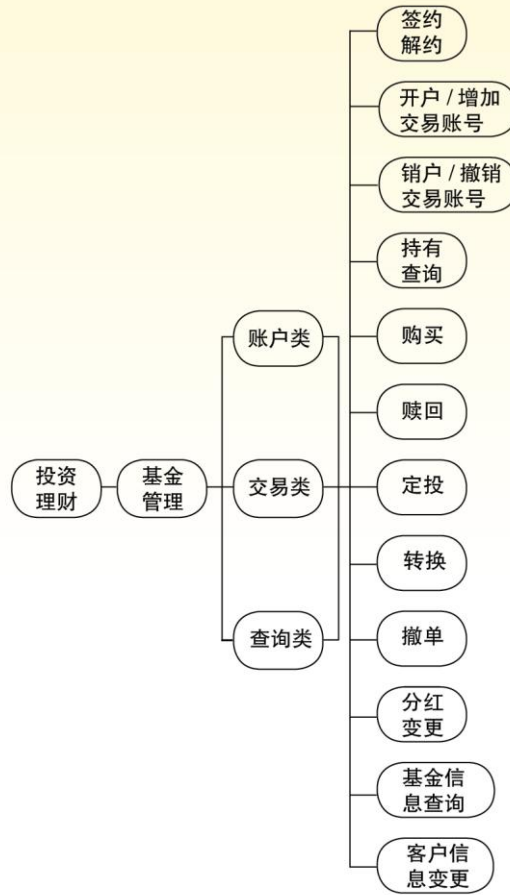 签约
解约
开户 / 增加
交易账号
销户 / 撤销
交易账号
持有
查询
账户类
购买
赎回
投资
理财
基金
管理
交易类
定投
转换
查询类
撤单
分红
变更
基金信
息查询
客户信
息变更